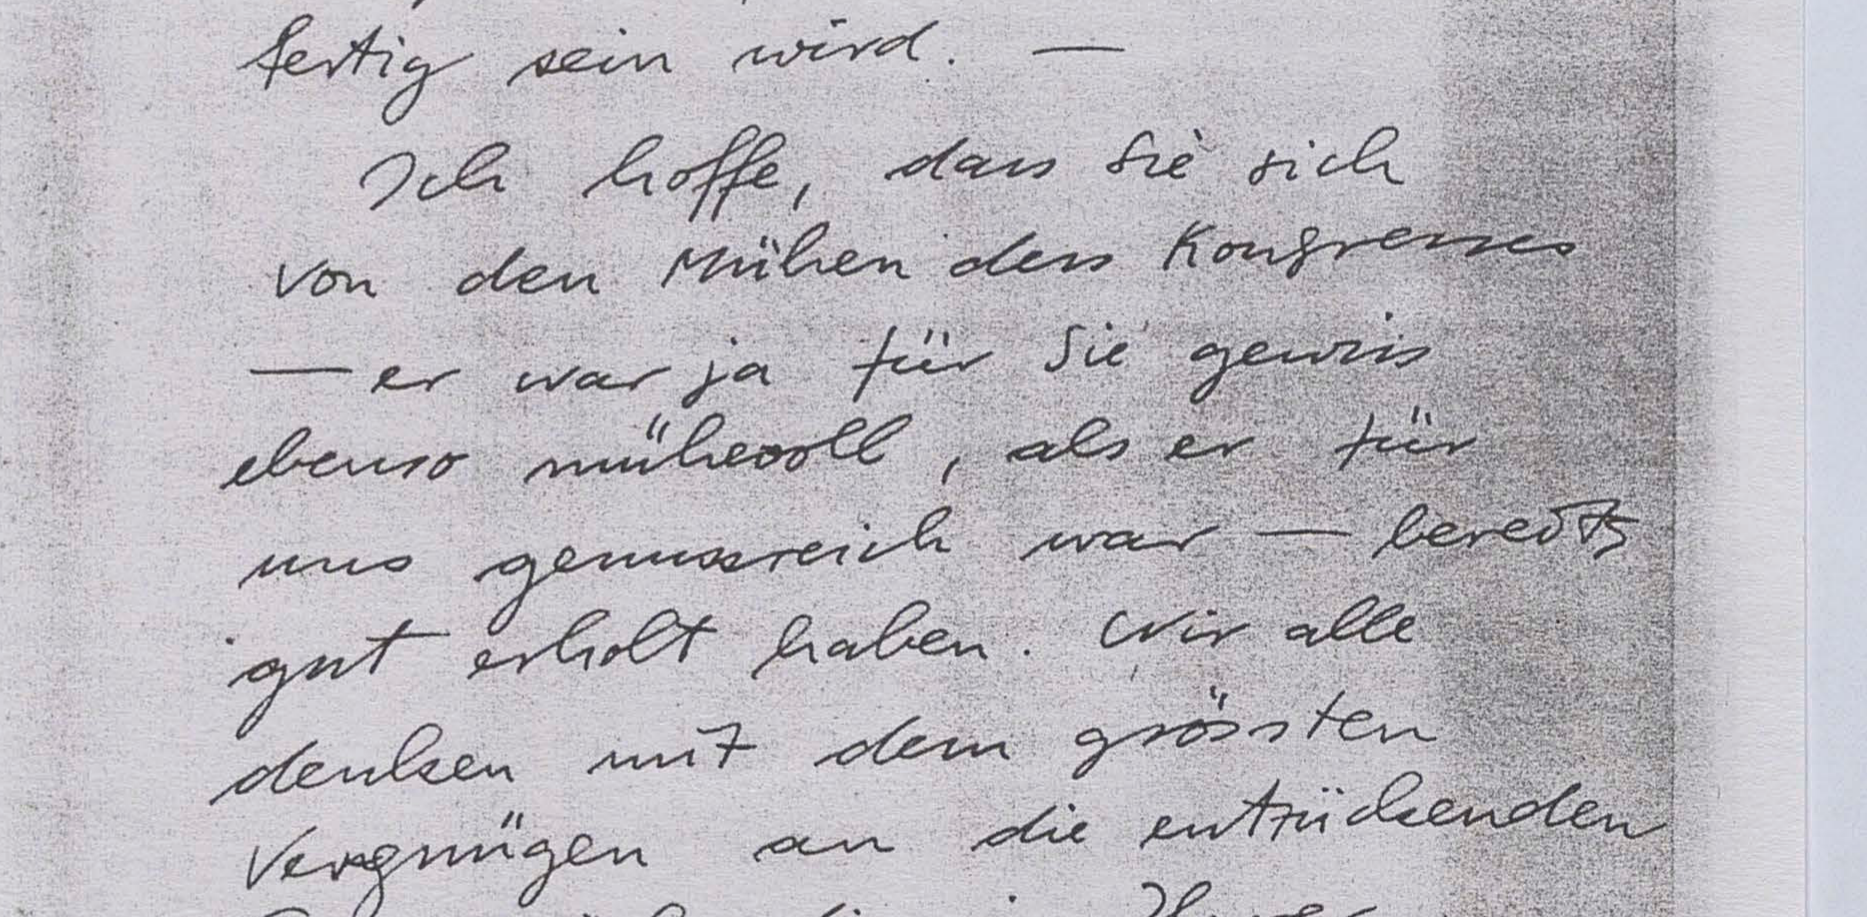 fertig sein wird. —
Ich hoffe, dass Sie sich
von den Mühen des Kongresses
— er war ja für Sie gewiss
ebenso mühevoll, als er für
uns genussreich war — bereits
gut erholt haben. Wir alle
denken mit dem grössten
Vergnügen an die entzückenden